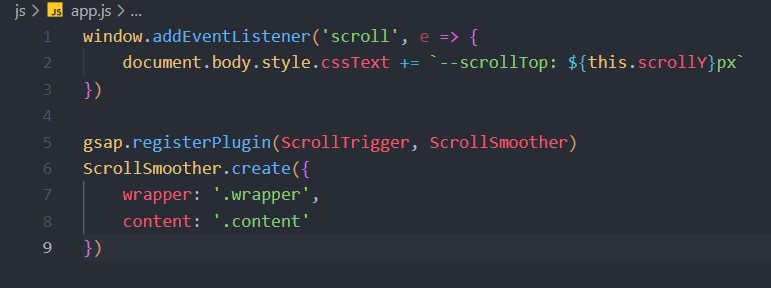 js > JS app.js > ...
1 window.addEventListener('scroll', e => {
2     document.body.style.cssText += `--scrollTop: ${this.scrollY}px`
3 })
4
5 gsap.registerPlugin(ScrollTrigger, ScrollSmoother)
6 ScrollSmoother.create({
7     wrapper: '.wrapper',
8     content: '.content'
9 })